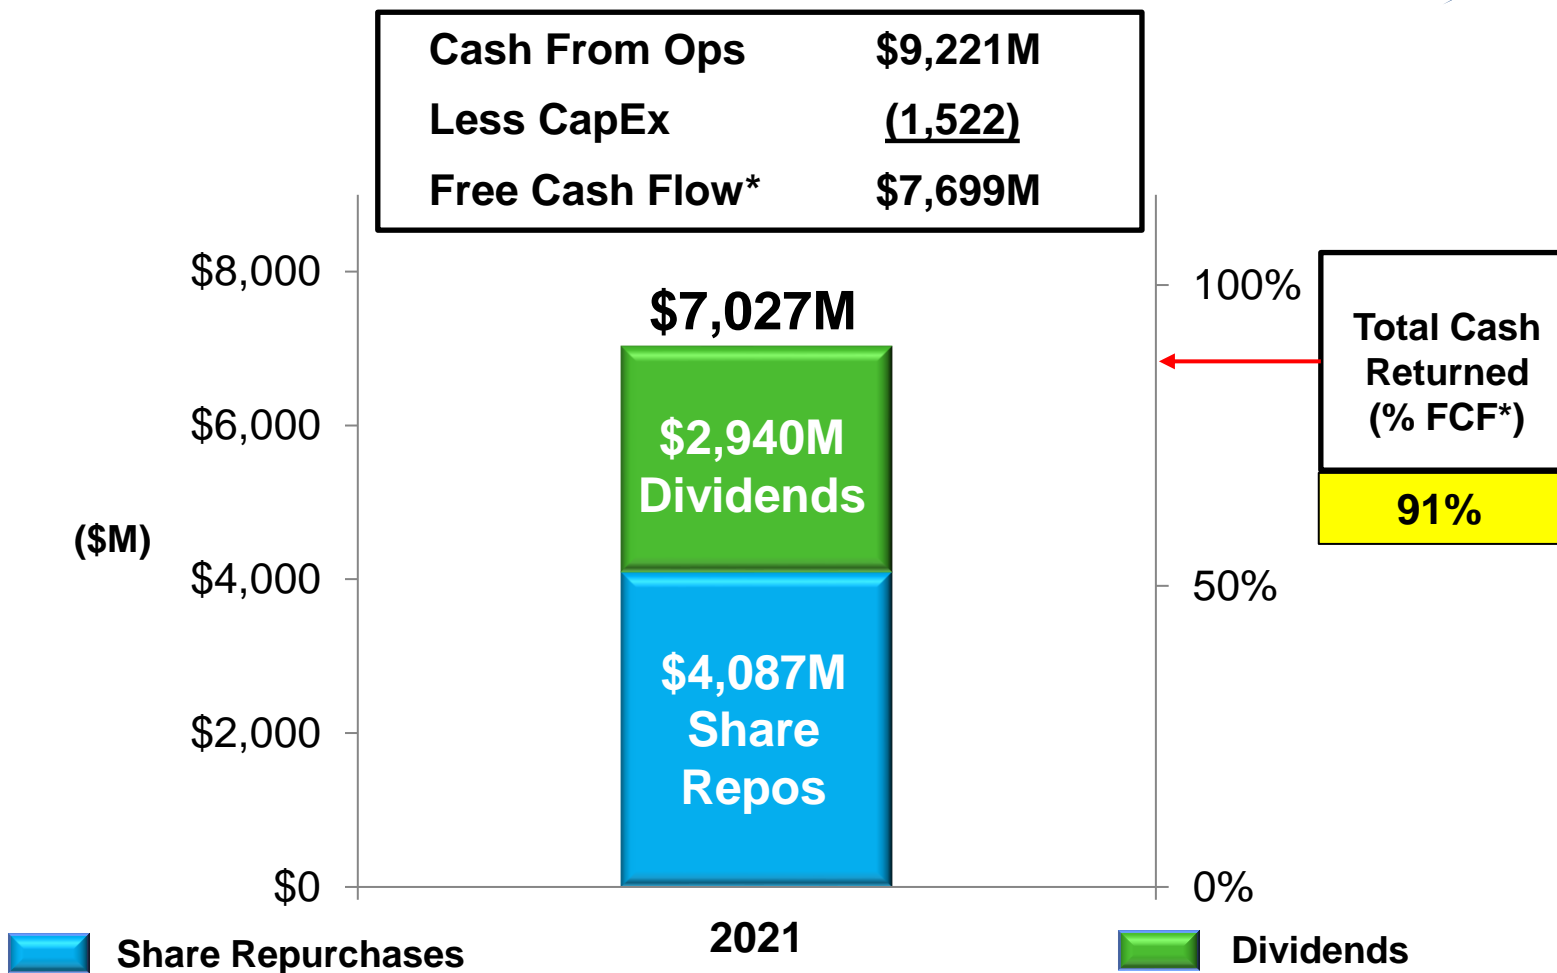 Cash From Ops $9,221M
Less CapEx (1,522)
Free Cash Flow* $7,699M
$8,000
$6,000
($M)
$4,000
$2,000
$0
$7,027M
$2,940M
Dividends
$4,087M
Share
Repos
2021
100%
50%
0%
Total Cash
Returned
(% FCF*)
91%
Share Repurchases
Dividends